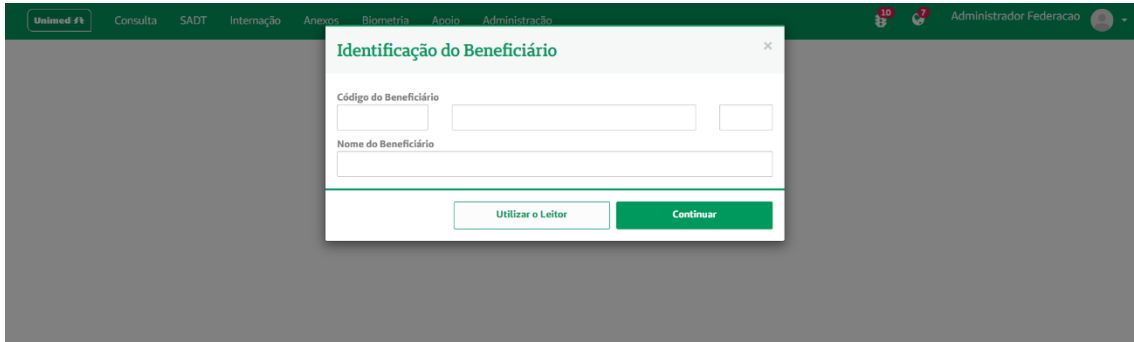 Unimed Consulta SADT Internação Anexos Biometria Apoio Administração 10 7 Administrador Federacao
Identificação do Beneficiário ×
Código do Beneficiário
Nome do Beneficiário
Utilizar o Leitor Continuar